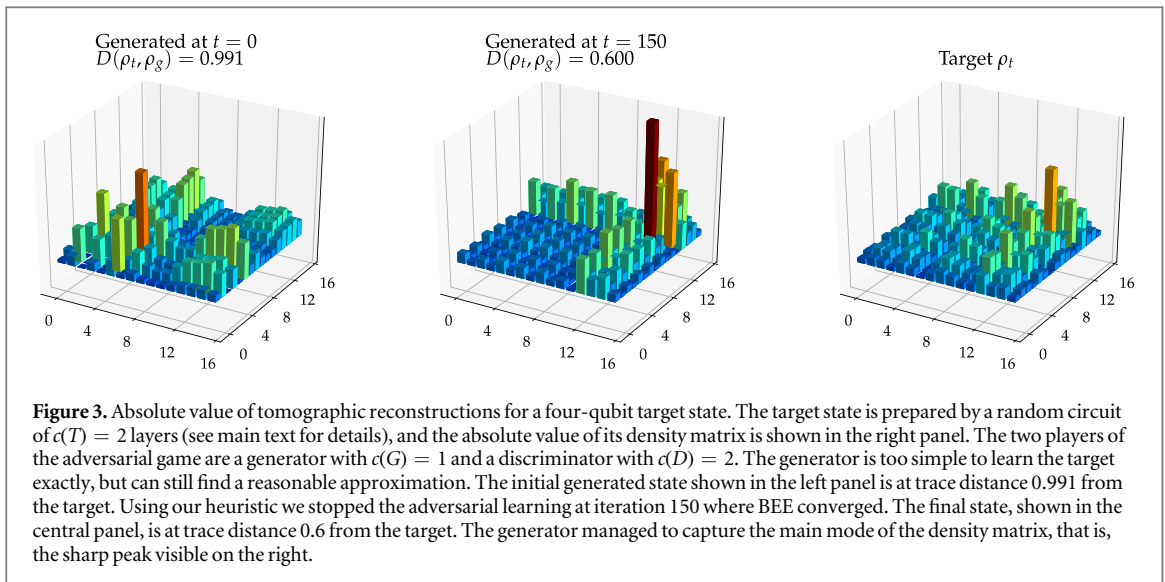 Generated at t = 0
D(ρt, ρg) = 0.991
Generated at t = 150
D(ρt, ρg) = 0.600
Target ρt
0 4 8 12 16 0 4 8 12 16
0 4 8 12 16 0 4 8 12 16
0 4 8 12 16 0 4 8 12 16
Figure 3. Absolute value of tomographic reconstructions for a four-qubit target state. The target state is prepared by a random circuit
of c(T) = 2 layers (see main text for details), and the absolute value of its density matrix is shown in the right panel. The two players of
the adversarial game are a generator with c(G) = 1 and a discriminator with c(D) = 2. The generator is too simple to learn the target
exactly, but can still find a reasonable approximation. The initial generated state shown in the left panel is at trace distance 0.991 from
the target. Using our heuristic we stopped the adversarial learning at iteration 150 where BEE converged. The final state, shown in the
central panel, is at trace distance 0.6 from the target. The generator managed to capture the main mode of the density matrix, that is,
the sharp peak visible on the right.